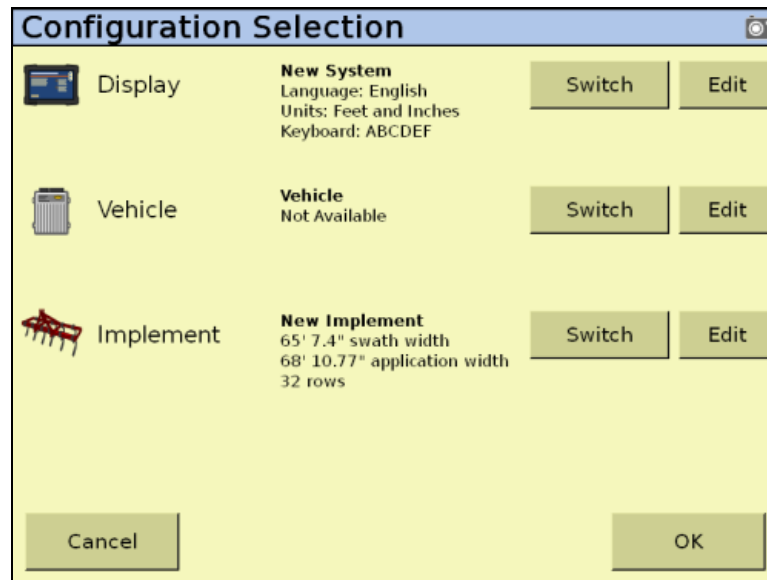 Configuration Selection
Display
New System
Language: English
Units: Feet and Inches
Keyboard: ABCDEF
Switch
Edit
Vehicle
Vehicle
Not Available
Switch
Edit
Implement
New Implement
65' 7.4" swath width
68' 10.77" application width
32 rows
Switch
Edit
Cancel
OK